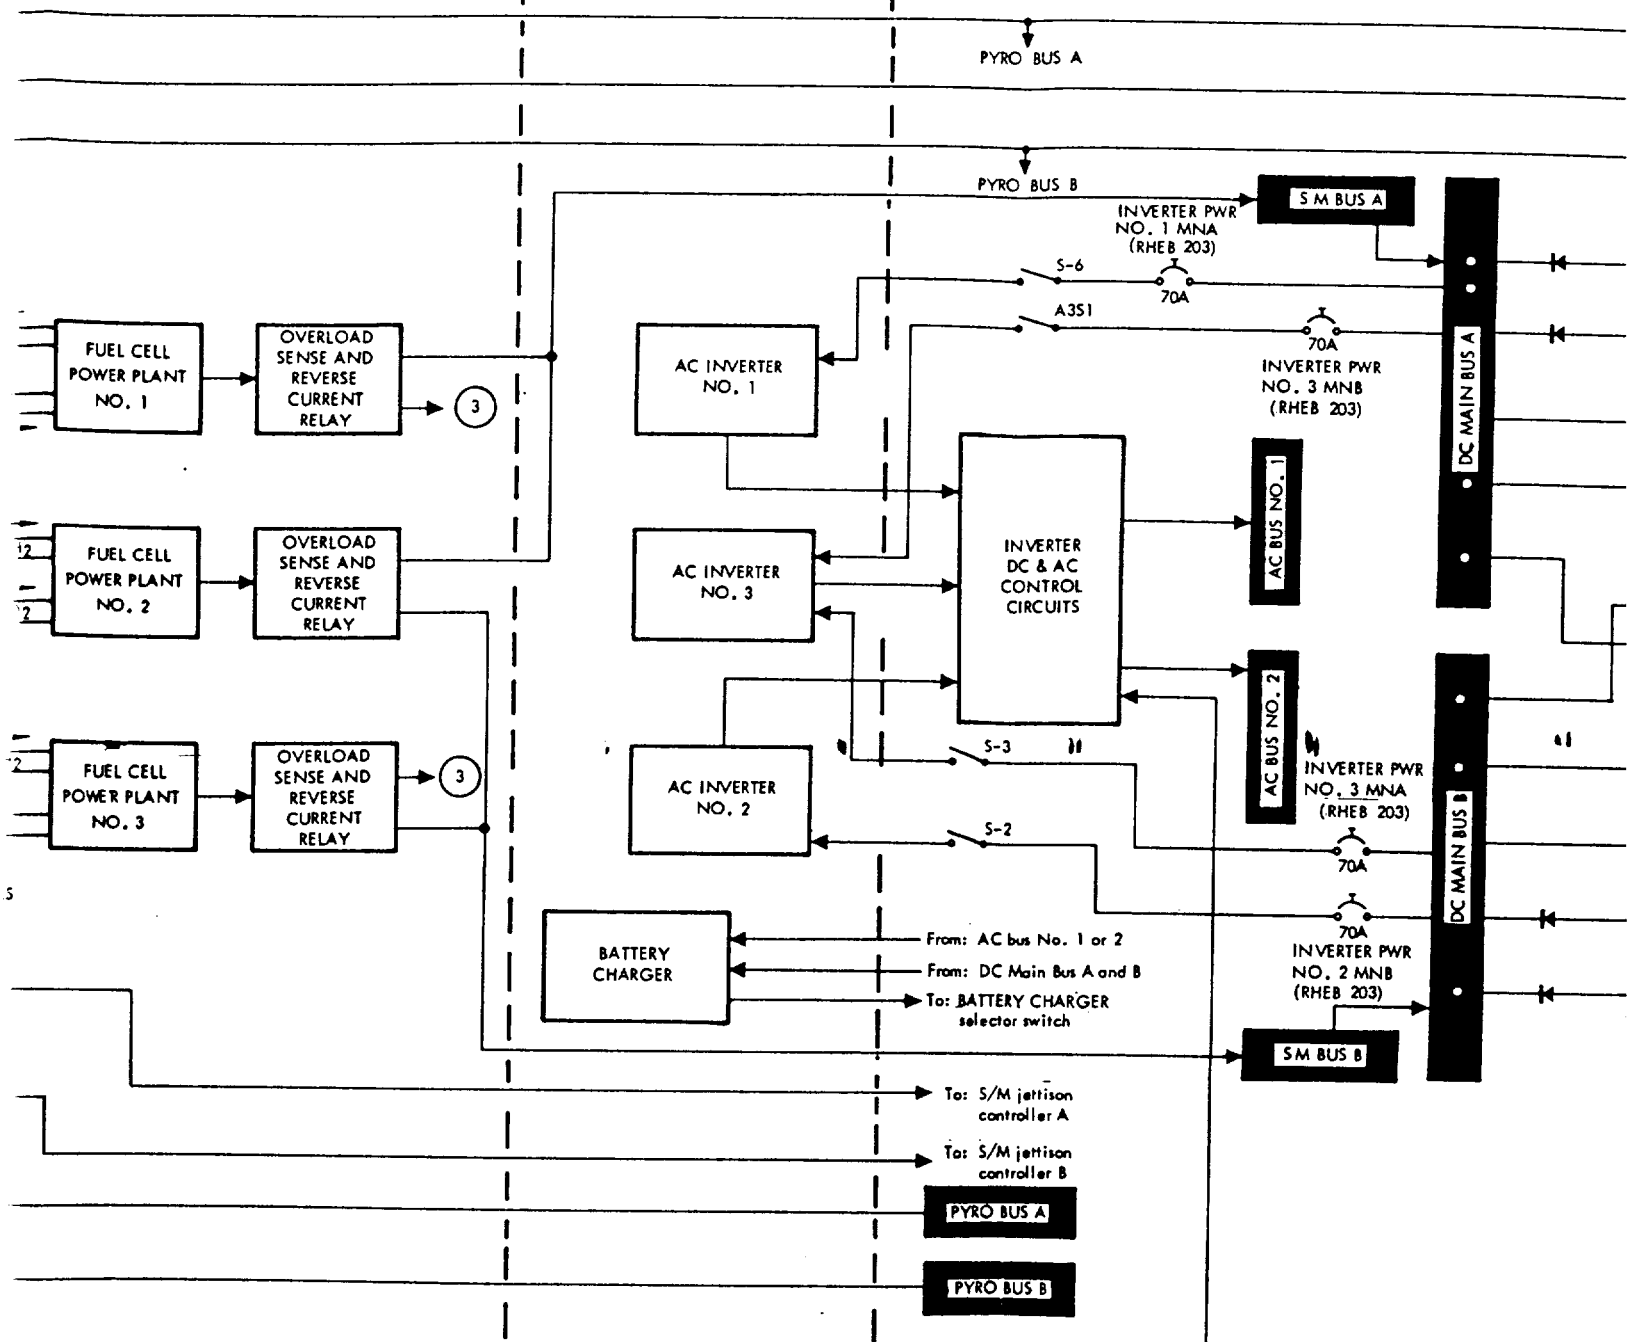 PYRO BUS A
PYRO BUS B
S M BUS A
INVERTER PWR
NO. 1 MNA
(RHEB 203)
S-6
70A
A3S1
70A
INVERTER PWR
NO. 3 MNB
(RHEB 203)
DC MAIN BUS A
FUEL CELL
POWER PLANT
NO. 1
OVERLOAD
SENSE AND
REVERSE
CURRENT
RELAY
3
AC INVERTER
NO. 1
12
2
FUEL CELL
POWER PLANT
NO. 2
OVERLOAD
SENSE AND
REVERSE
CURRENT
RELAY
AC INVERTER
NO. 3
INVERTER
DC & AC
CONTROL
CIRCUITS
AC BUS NO. 1
AC BUS NO. 2
2
FUEL CELL
POWER PLANT
NO. 3
OVERLOAD
SENSE AND
REVERSE
CURRENT
RELAY
3
AC INVERTER
NO. 2
S-3
S-2
INVERTER PWR
NO. 3 MNA
(RHEB 203)
70A
70A
INVERTER PWR
NO. 2 MNB
(RHEB 203)
DC MAIN BUS B
S
BATTERY
CHARGER
From: AC bus No. 1 or 2
From: DC Main Bus A and B
To: BATTERY CHARGER
selector switch
S M BUS B
To: S/M jettison
controller A
To: S/M jettison
controller B
PYRO BUS A
PYRO BUS B